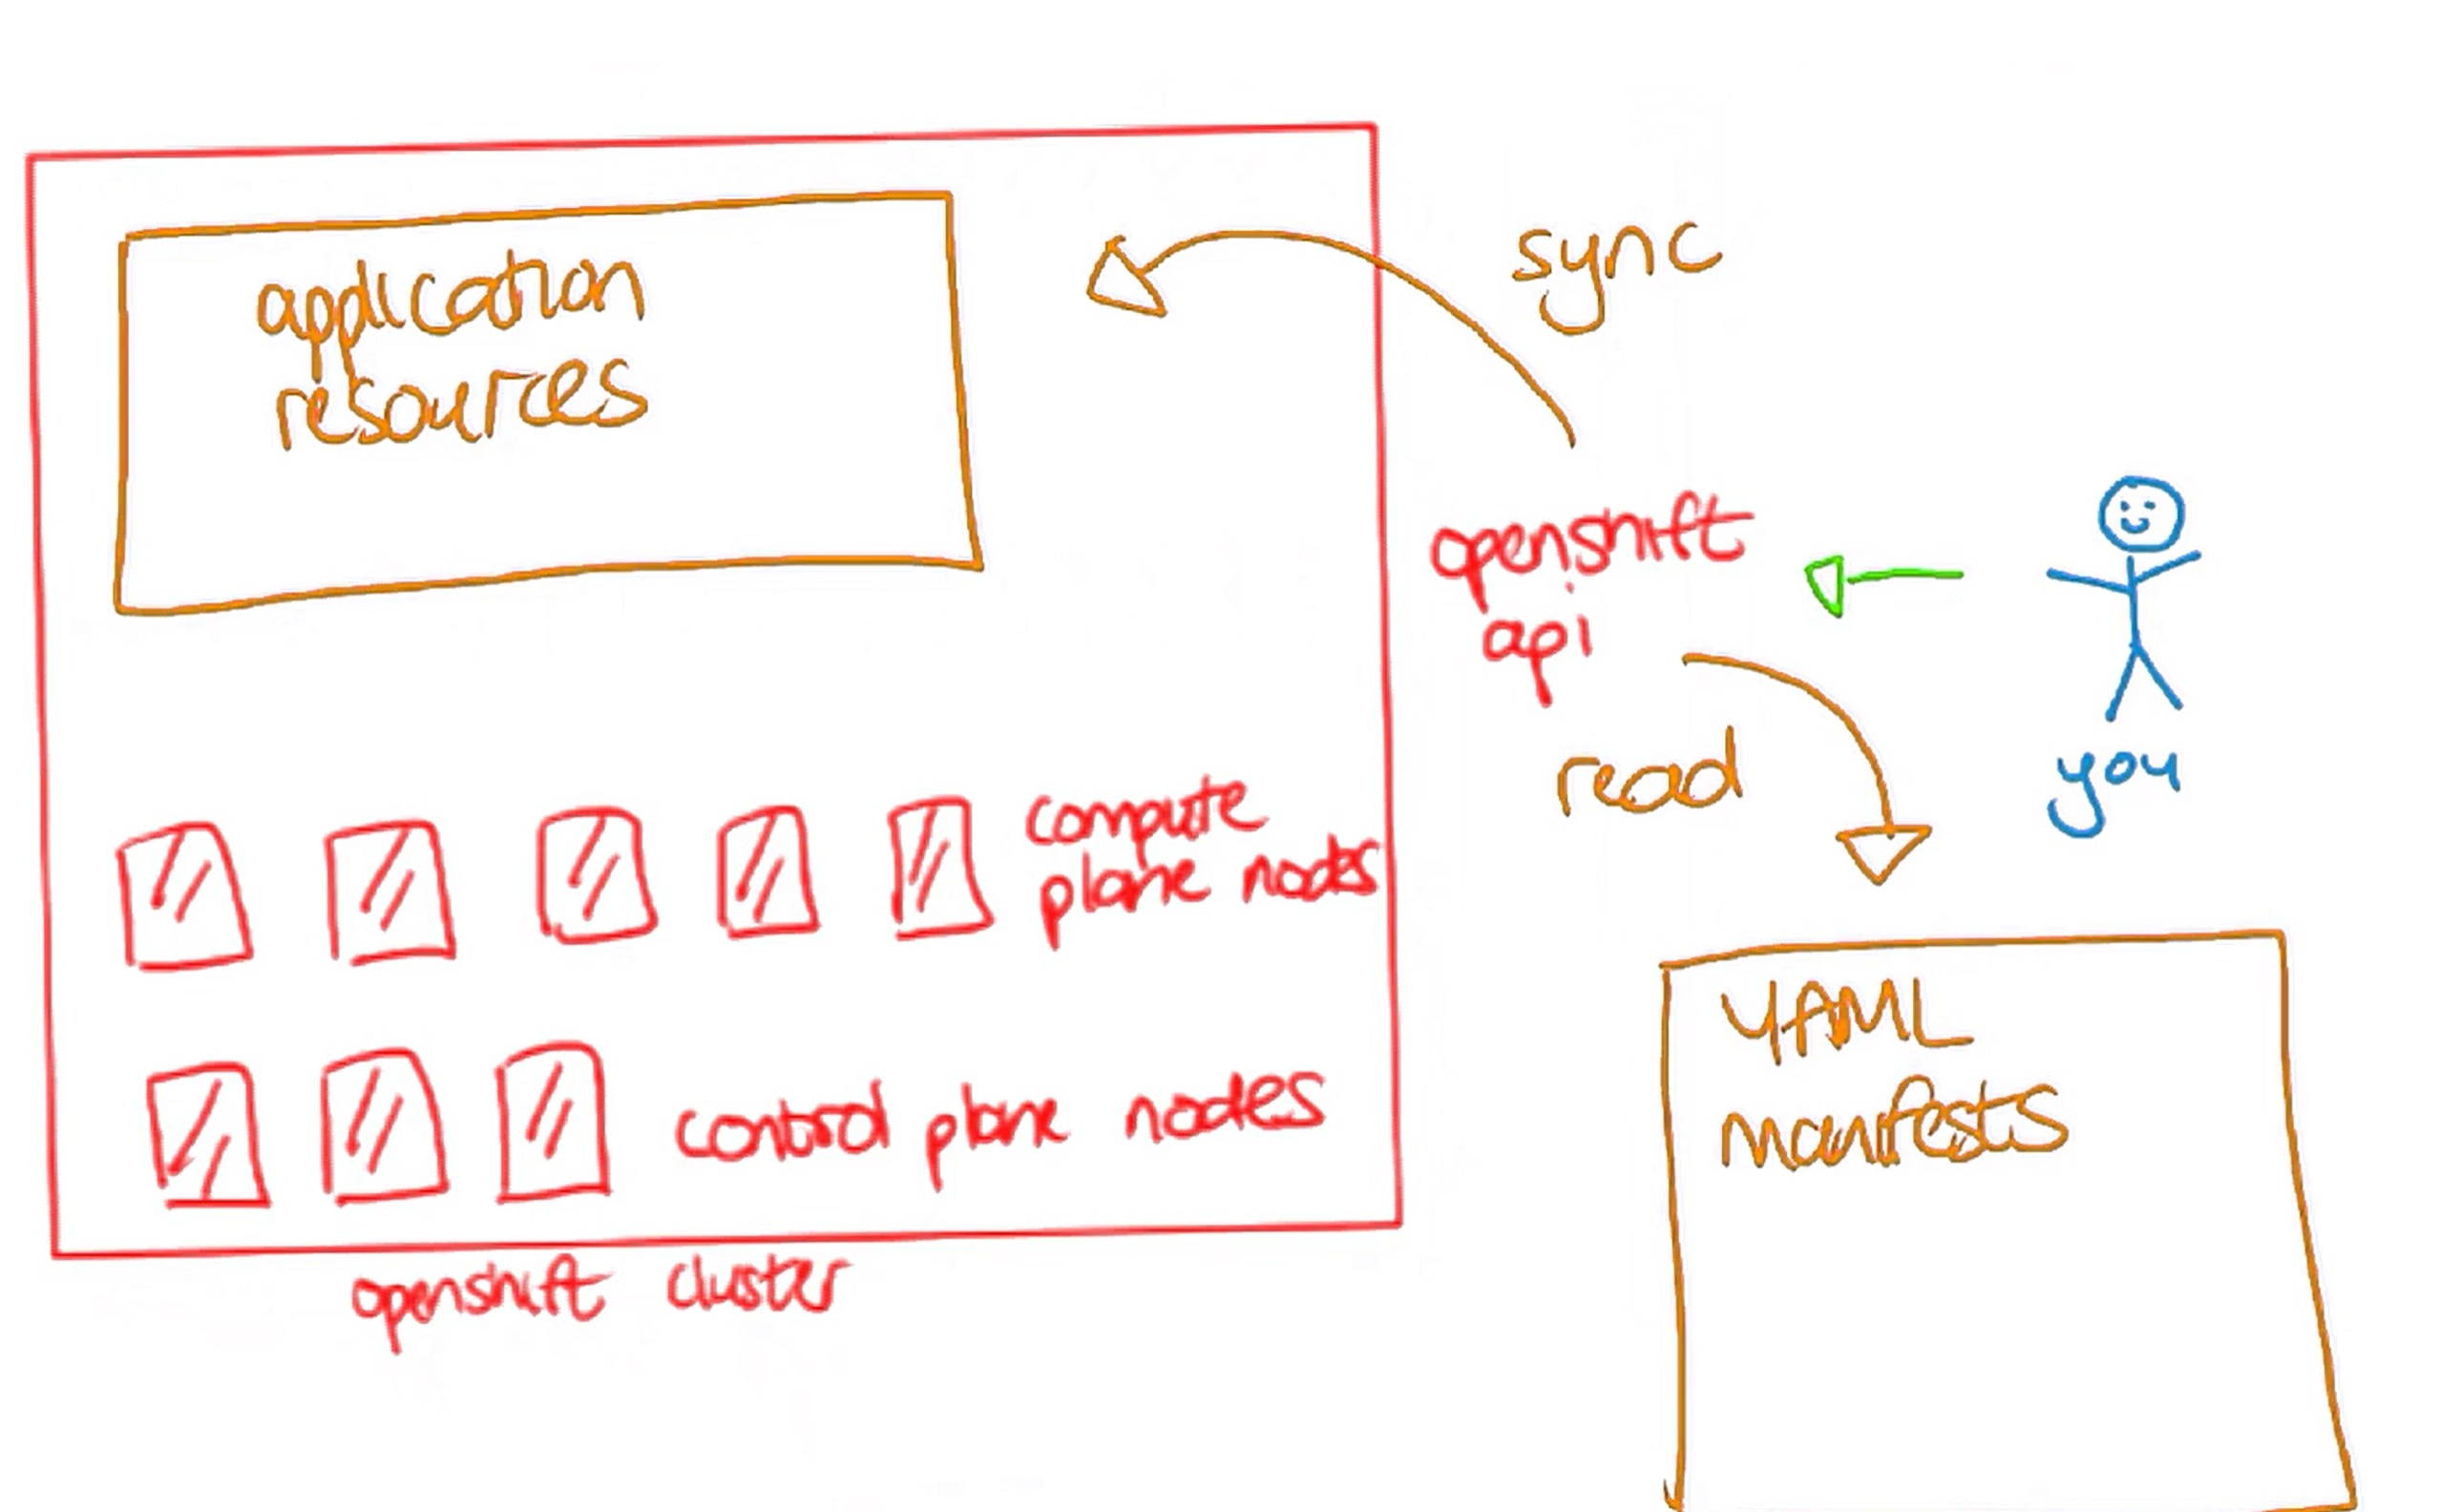 application
resources
sync
openshift
api
read
you
compute
plane nodes
control plane nodes
openshift cluster
YAML
manifests